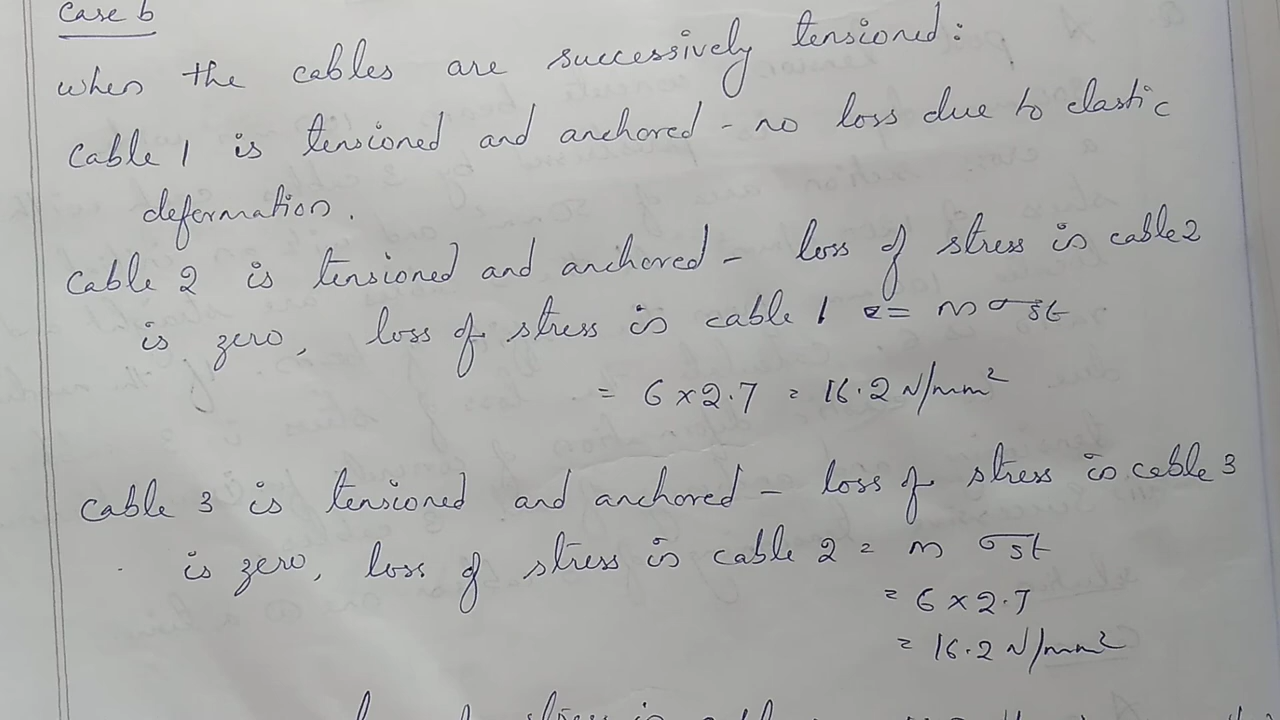 Case b
when the cables are successively tensioned:
Cable 1 is tensioned and anchored - no loss due to elastic
deformation.
Cable 2 is tensioned and anchored - loss of stress in cable 2
is zero, loss of stress in cable 1 = m σst
= 6 × 2.7 = 16.2 N/mm²
Cable 3 is tensioned and anchored - loss of stress in cable 3
is zero, loss of stress in cable 2 = m σst
= 6 × 2.7
= 16.2 N/mm²